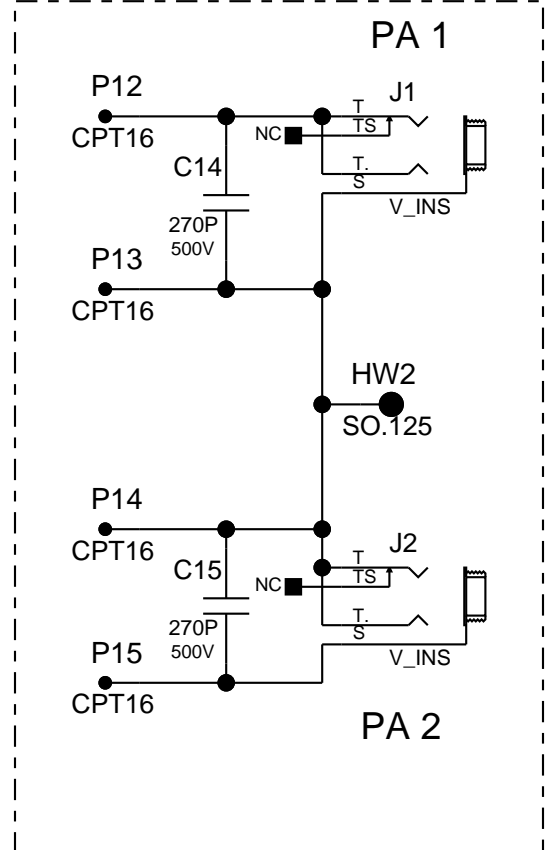 PA 1
P12
J1
T
TS
NC
CPT16
C14
T.
S
V_INS
270P
500V
P13
CPT16
HW2
SO.125
P14
J2
T
TS
CPT16
C15
NC
T.
S
270P
500V
P15
V_INS
CPT16
PA 2